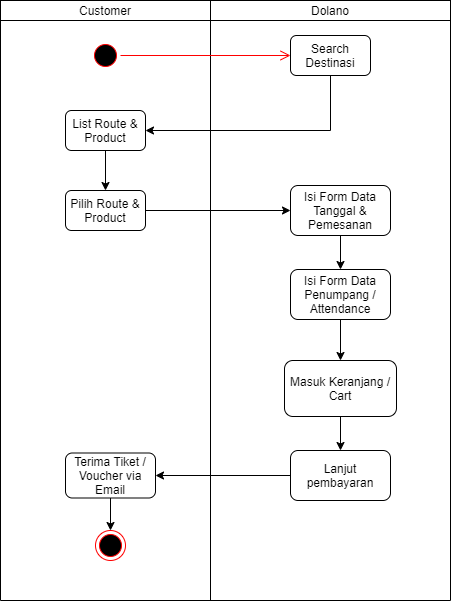 Customer
Dolano
Search
Destinasi
List Route &
Product
Pilih Route &
Product
Isi Form Data
Tanggal &
Pemesanan
Isi Form Data
Penumpang /
Attendance
Masuk Keranjang /
Cart
Lanjut
pembayaran
Terima Tiket /
Voucher via
Email